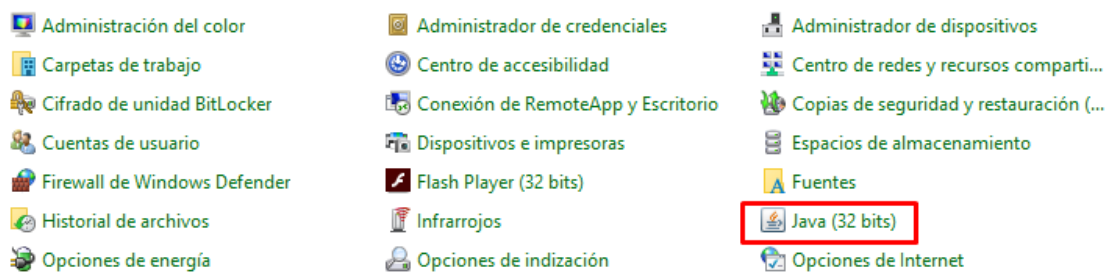 Administración del color
Administrador de credenciales
Administrador de dispositivos
Carpetas de trabajo
Centro de accesibilidad
Centro de redes y recursos comparti...
Cifrado de unidad BitLocker
Conexión de RemoteApp y Escritorio
Copias de seguridad y restauración (...
Cuentas de usuario
Dispositivos e impresoras
Espacios de almacenamiento
Firewall de Windows Defender
Flash Player (32 bits)
Fuentes
Historial de archivos
Infrarrojos
Java (32 bits)
Opciones de energía
Opciones de indización
Opciones de Internet